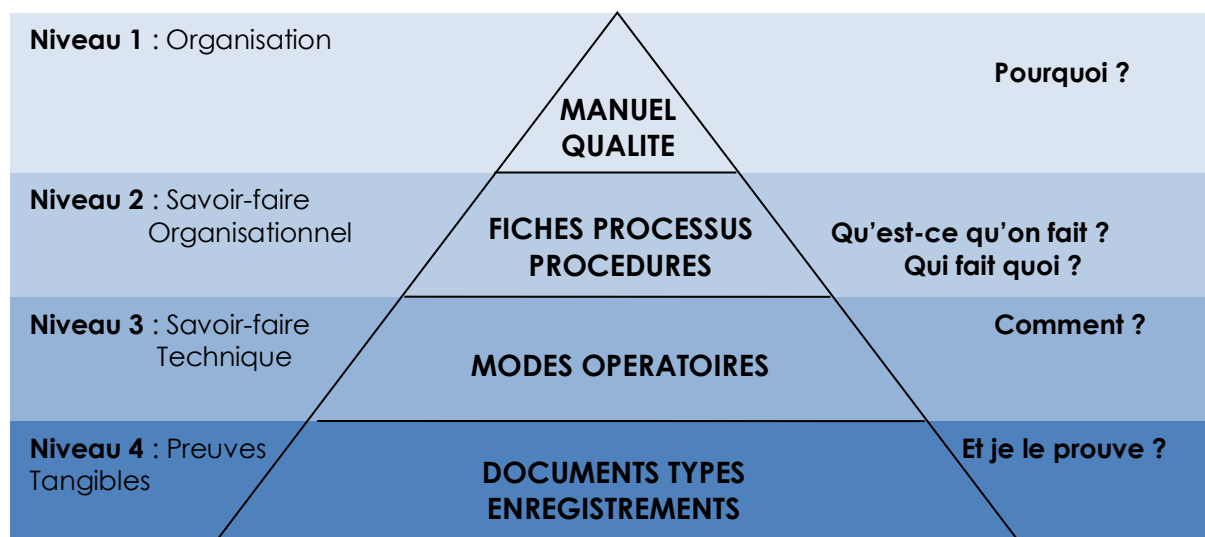 Niveau 1 : Organisation
Pourquoi ?
MANUEL
QUALITE
Niveau 2 : Savoir-faire
Organisationnel
FICHES PROCESSUS
PROCEDURES
Qu’est-ce qu’on fait ?
Qui fait quoi ?
Niveau 3 : Savoir-faire
Technique
MODES OPERATOIRES
Comment ?
Niveau 4 : Preuves
Tangibles
DOCUMENTS TYPES
ENREGISTREMENTS
Et je le prouve ?